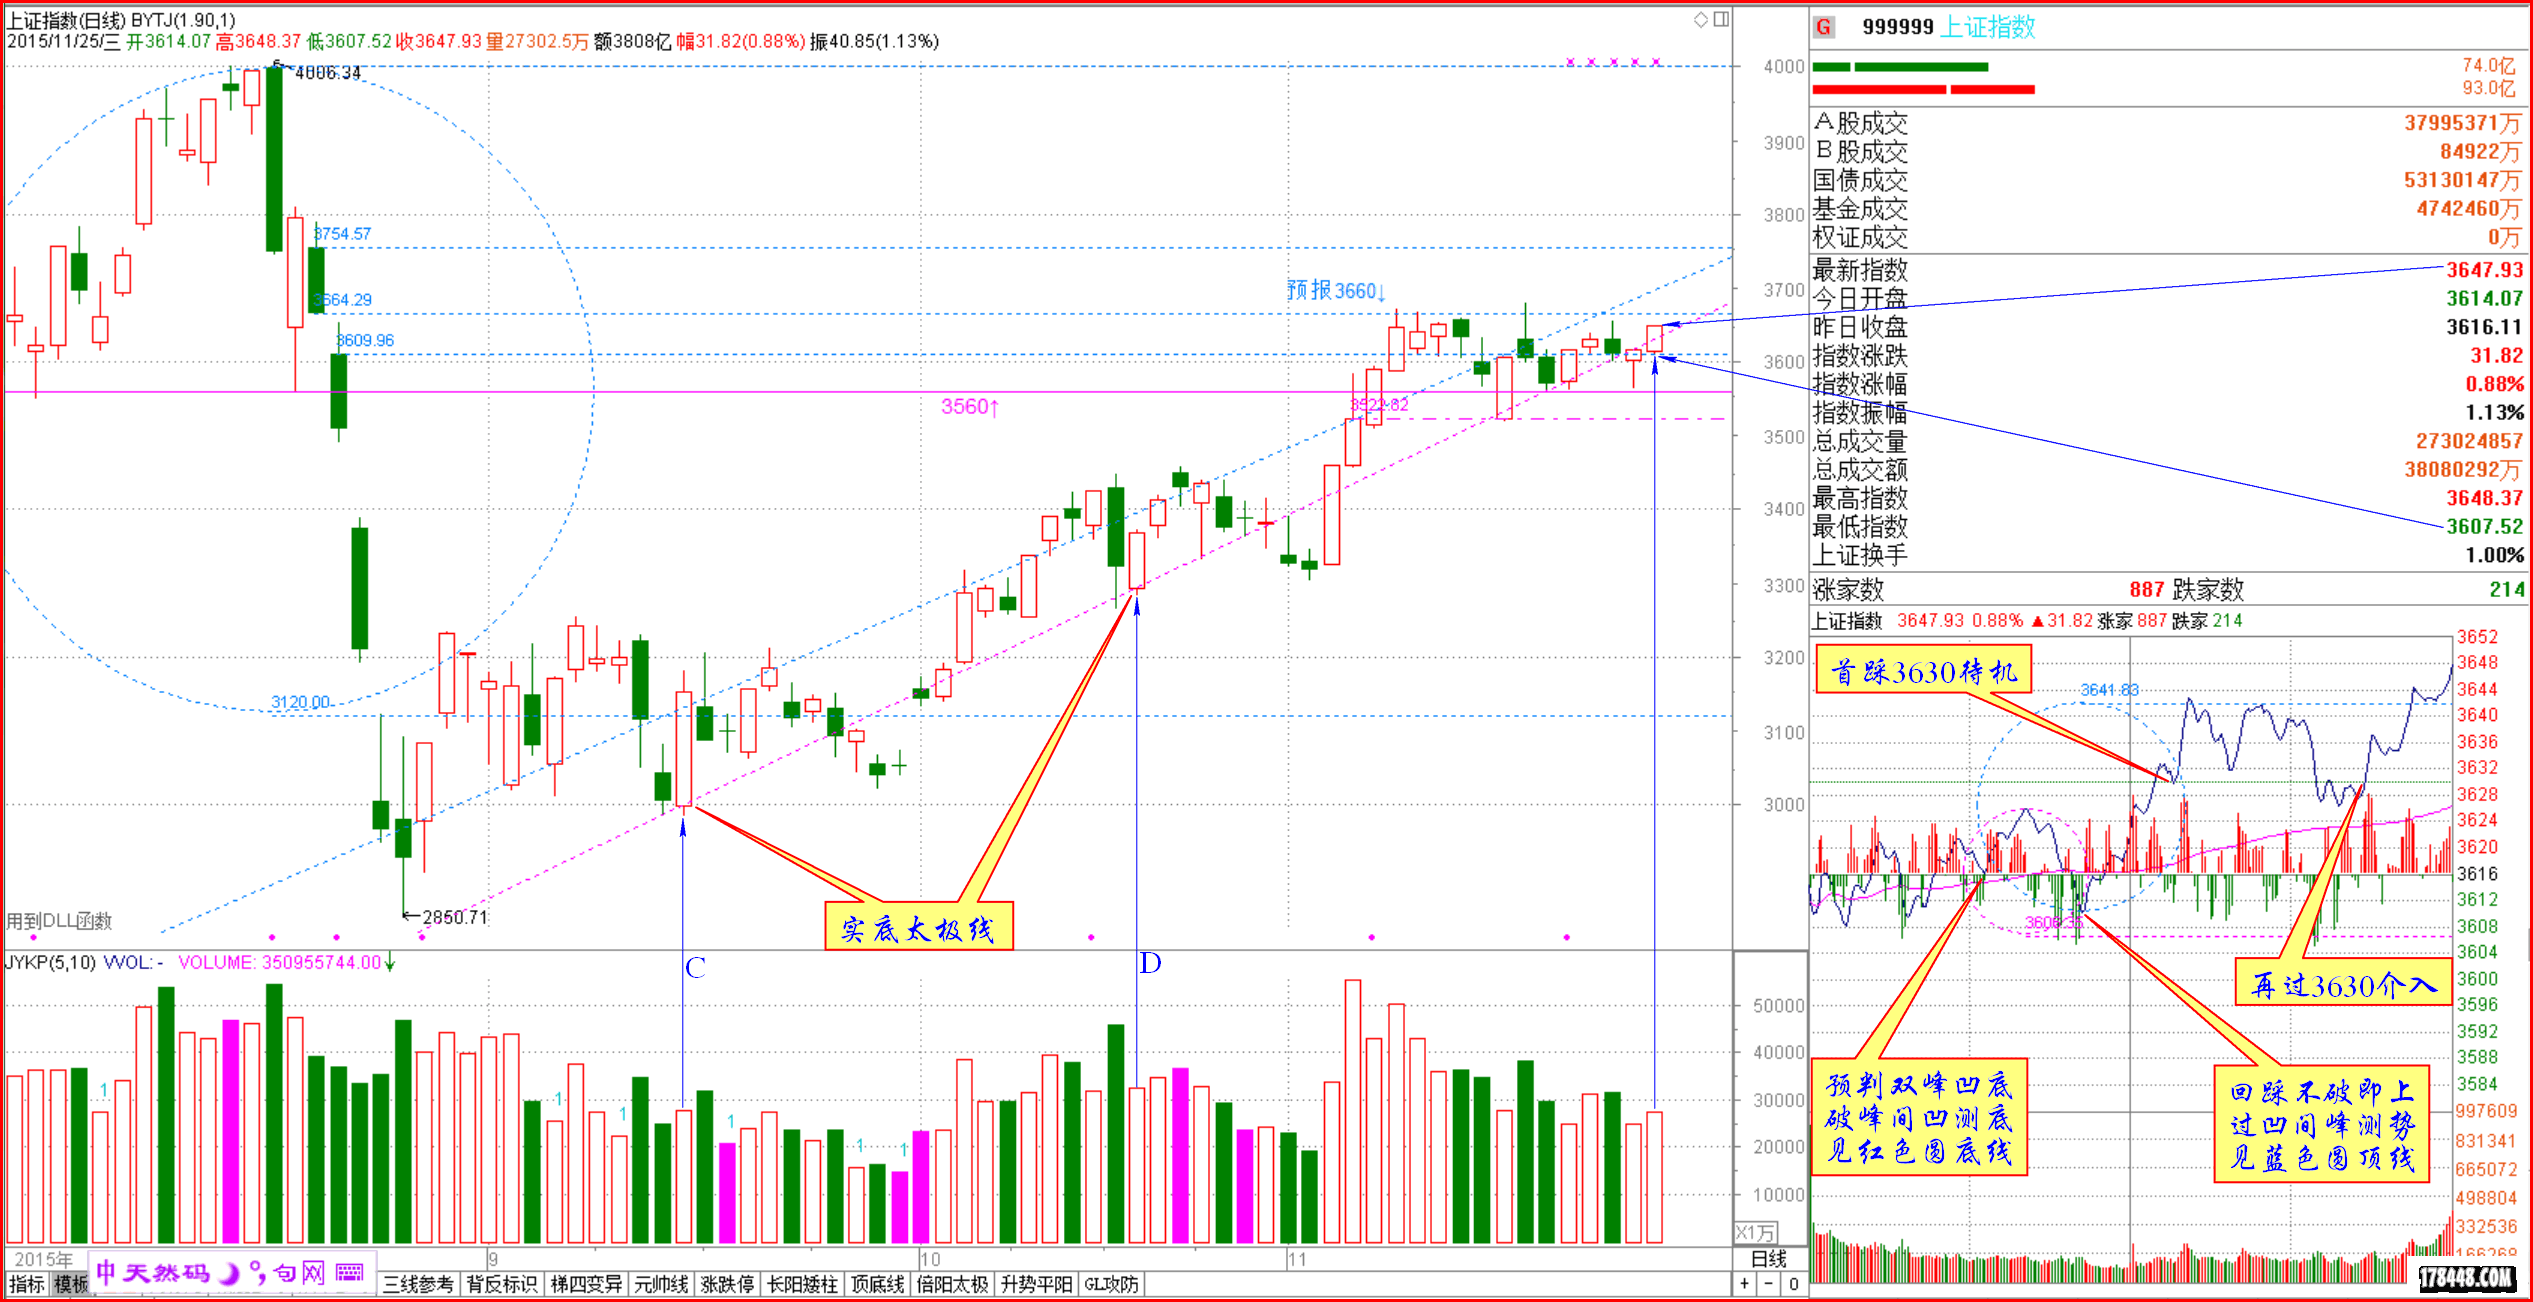 上证指数(日线) BYTJ(1.90,1)
2015/11/25/三 开3614.07 高3648.37 低3607.52 收3647.93 量27302.5万 额3808亿 幅31.82(0.88%) 振40.85(1.13%)
4006.34
3754.57
3664.29
3609.96
预报3660↓
3560↑
3522.82
3120.00
2850.71
实底太极线
用到DLL函数
4000
3900
3800
3700
3600
3500
3400
3300
3200
3100
3000
JYKP(5,10) VVOL: - VOLUME: 350955744.00↓
C
D
1
1
1
1
1
1
50000
40000
30000
20000
10000
X1万
2015年
9
10
11
日线
中天然码
句网
指标 模板 三线参考 背反标识 梯四变异 元帅线 涨跌停 长阳矮柱 顶底线 倍阳太极 升势平阳 GL攻防
+ - 0
G 999999 上证指数
74.0亿
93.0亿
A股成交 37995371万
B股成交 84922万
国债成交 53130147万
基金成交 4742460万
权证成交 0万
最新指数 3647.93
今日开盘 3614.07
昨日收盘 3616.11
指数涨跌 31.82
指数涨幅 0.88%
指数振幅 1.13%
总成交量 273024857
总成交额 38080292万
最高指数 3648.37
最低指数 3607.52
上证换手 1.00%
涨家数 887 跌家数 214
上证指数 3647.93 0.88% ▲31.82 涨家 887 跌家 214
首踩3630待机
3641.83
再过3630介入
预判双峰凹底
破峰间凹测底
见红色圆底线
回踩不破即上
过凹间峰测势
见蓝色圆顶线
3652
3648
3644
3640
3636
3632
3628
3624
3620
3616
3612
3608
3604
3600
3596
3592
3588
3584
997609
831341
665072
498804
332536
166268
178448.COM